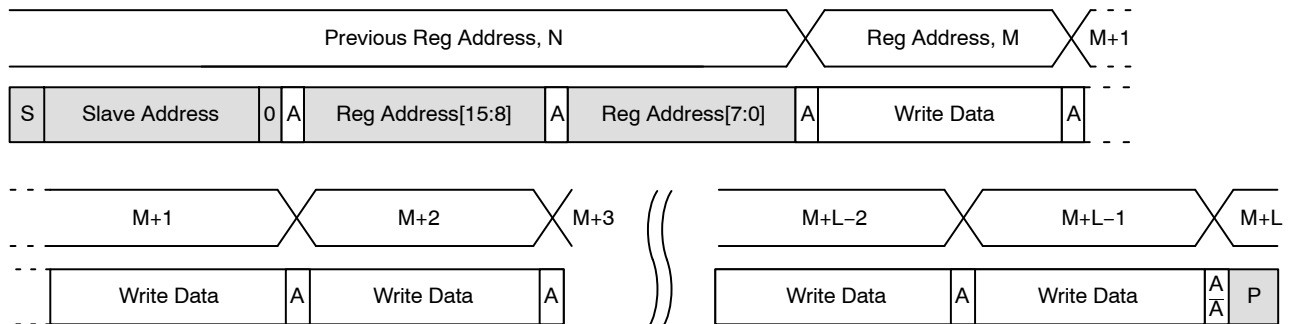 Previous Reg Address, N Reg Address, M M+1
S Slave Address 0 A Reg Address[15:8] A Reg Address[7:0] A Write Data A
M+1 M+2 M+3 M+L−2 M+L−1 M+L
Write Data A Write Data A Write Data A Write Data A/A̅ P